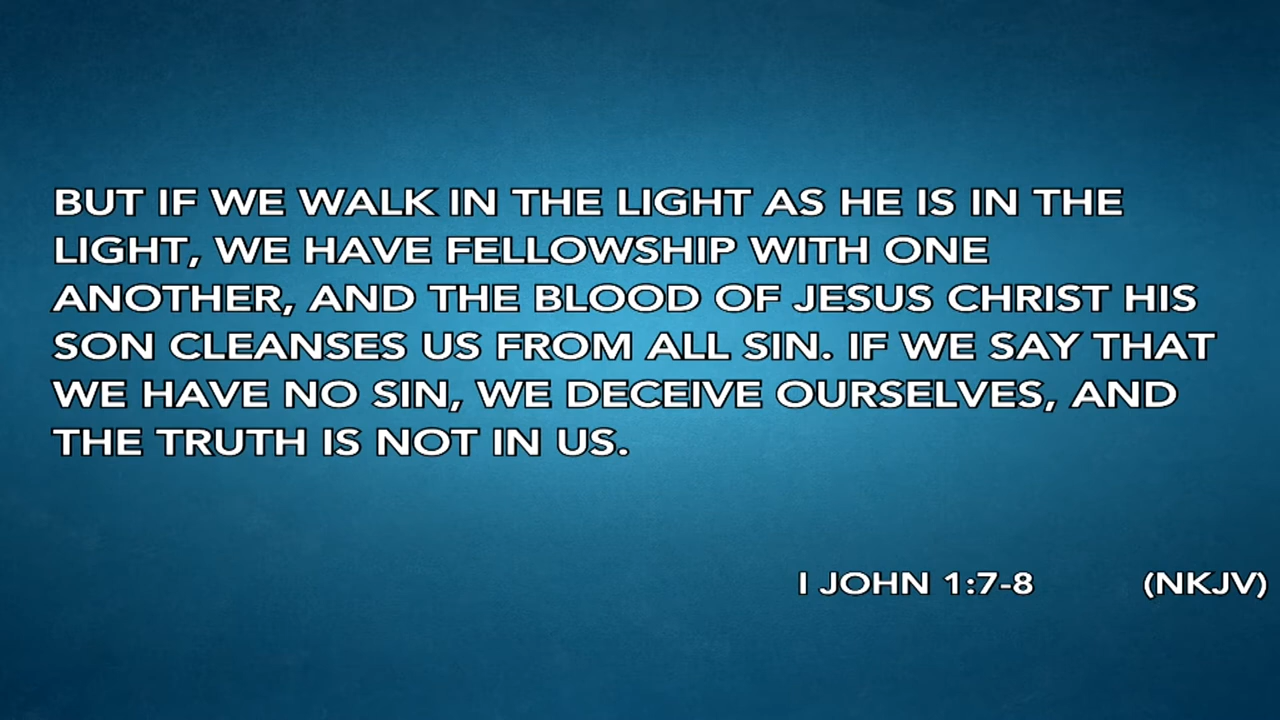 BUT IF WE WALK IN THE LIGHT AS HE IS IN THE
LIGHT, WE HAVE FELLOWSHIP WITH ONE
ANOTHER, AND THE BLOOD OF JESUS CHRIST HIS
SON CLEANSES US FROM ALL SIN. IF WE SAY THAT
WE HAVE NO SIN, WE DECEIVE OURSELVES, AND
THE TRUTH IS NOT IN US.
I JOHN 1:7-8 (NKJV)